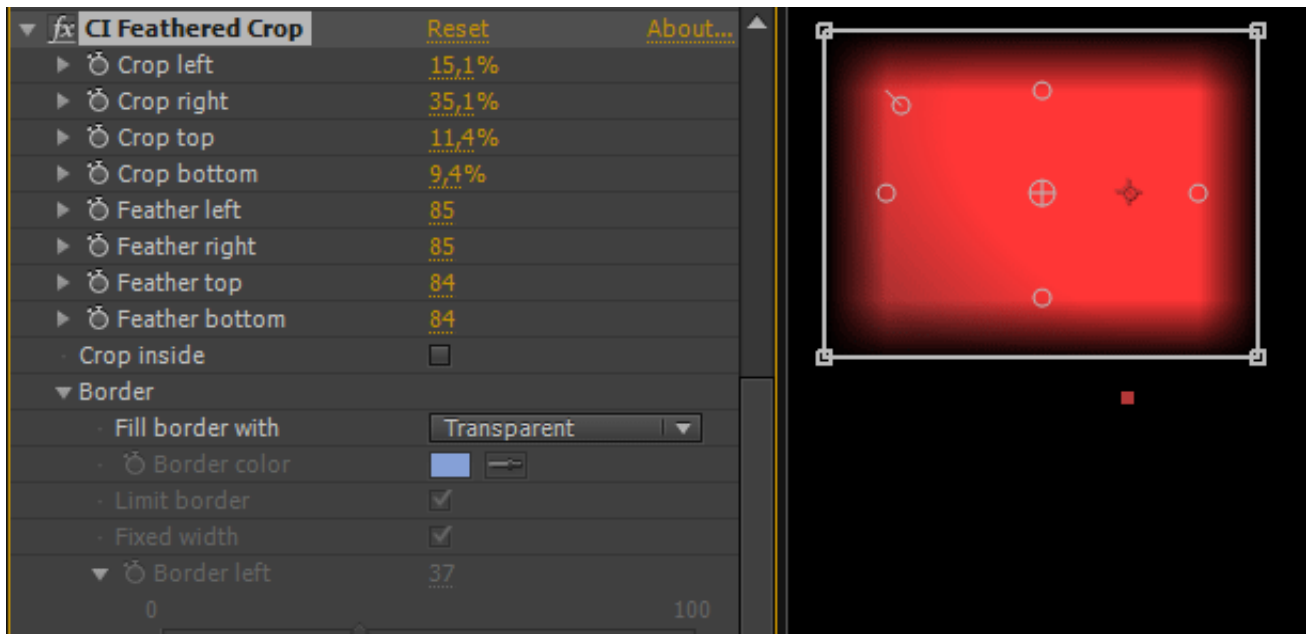 fx CI Feathered Crop Reset About...
Crop left 15,1%
Crop right 35,1%
Crop top 11,4%
Crop bottom 9,4%
Feather left 85
Feather right 85
Feather top 84
Feather bottom 84
Crop inside
Border
Fill border with Transparent
Border color
Limit border
Fixed width
Border left 37
0 100